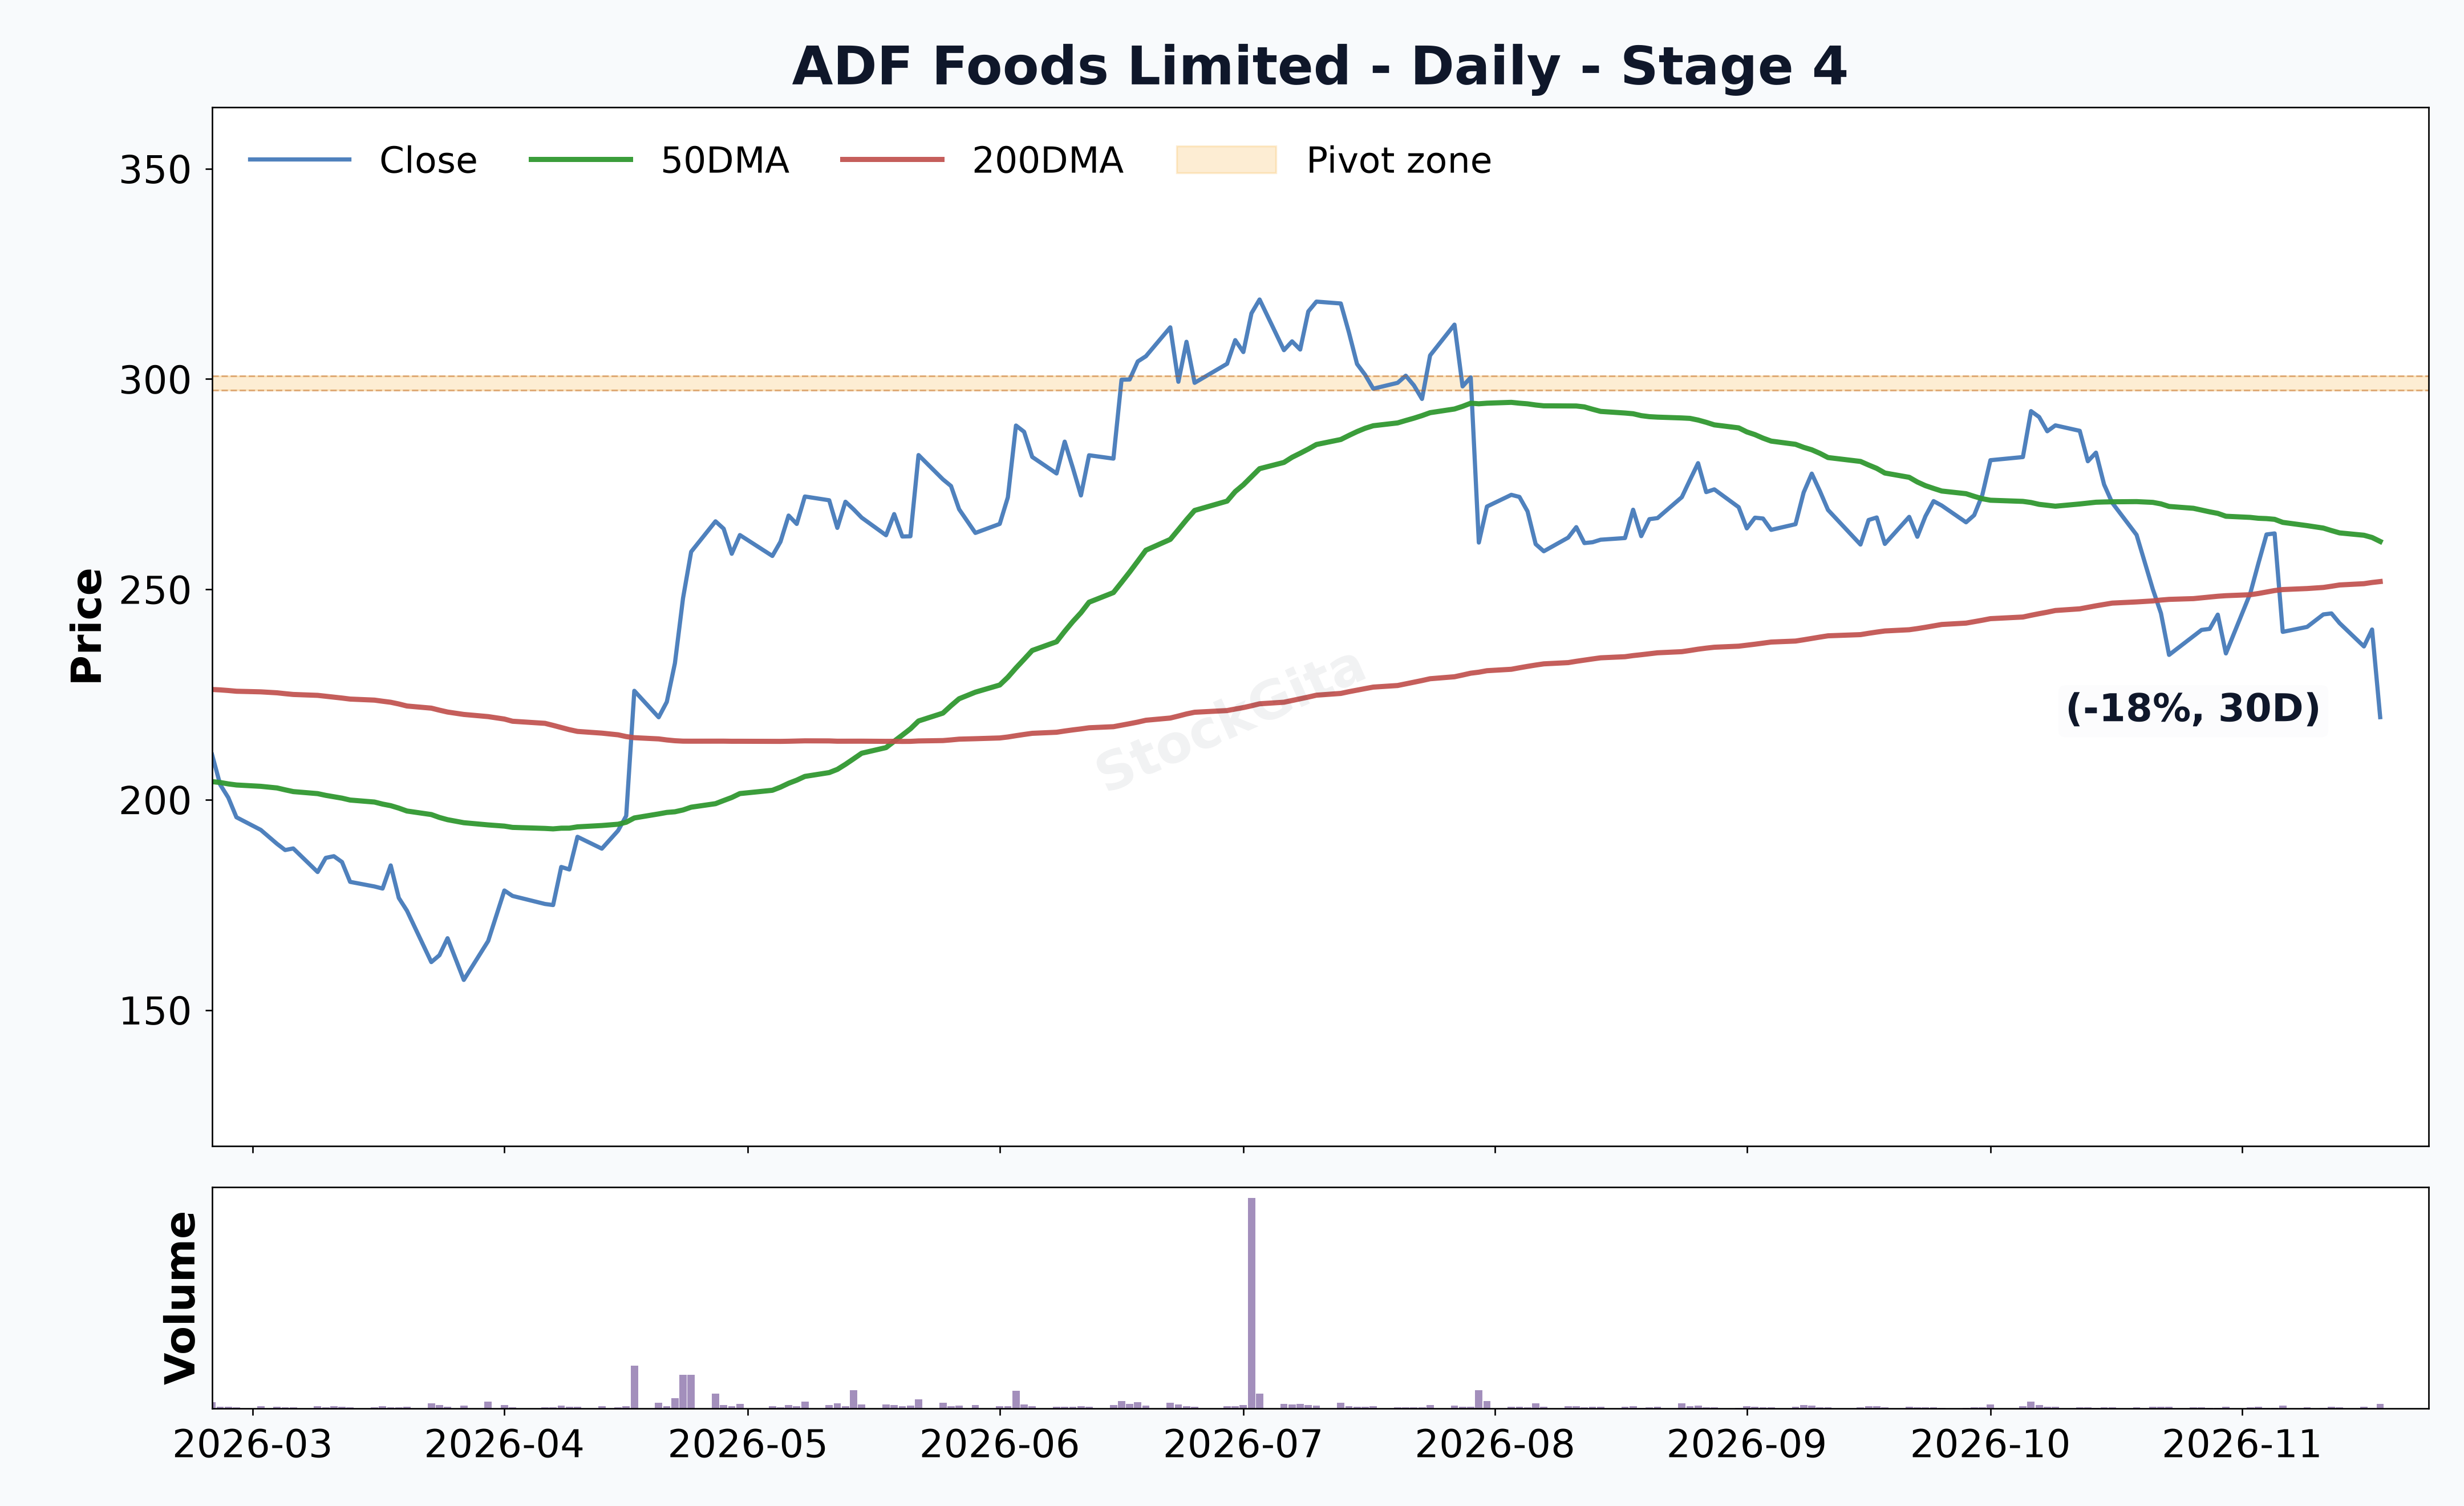 ADF Foods Limited - Daily - Stage 4
Close 50DMA 200DMA Pivot zone
350
300
250
200
150
Price
StockGita
(-18%, 30D)
Volume
2026-03 2026-04 2026-05 2026-06 2026-07 2026-08 2026-09 2026-10 2026-11